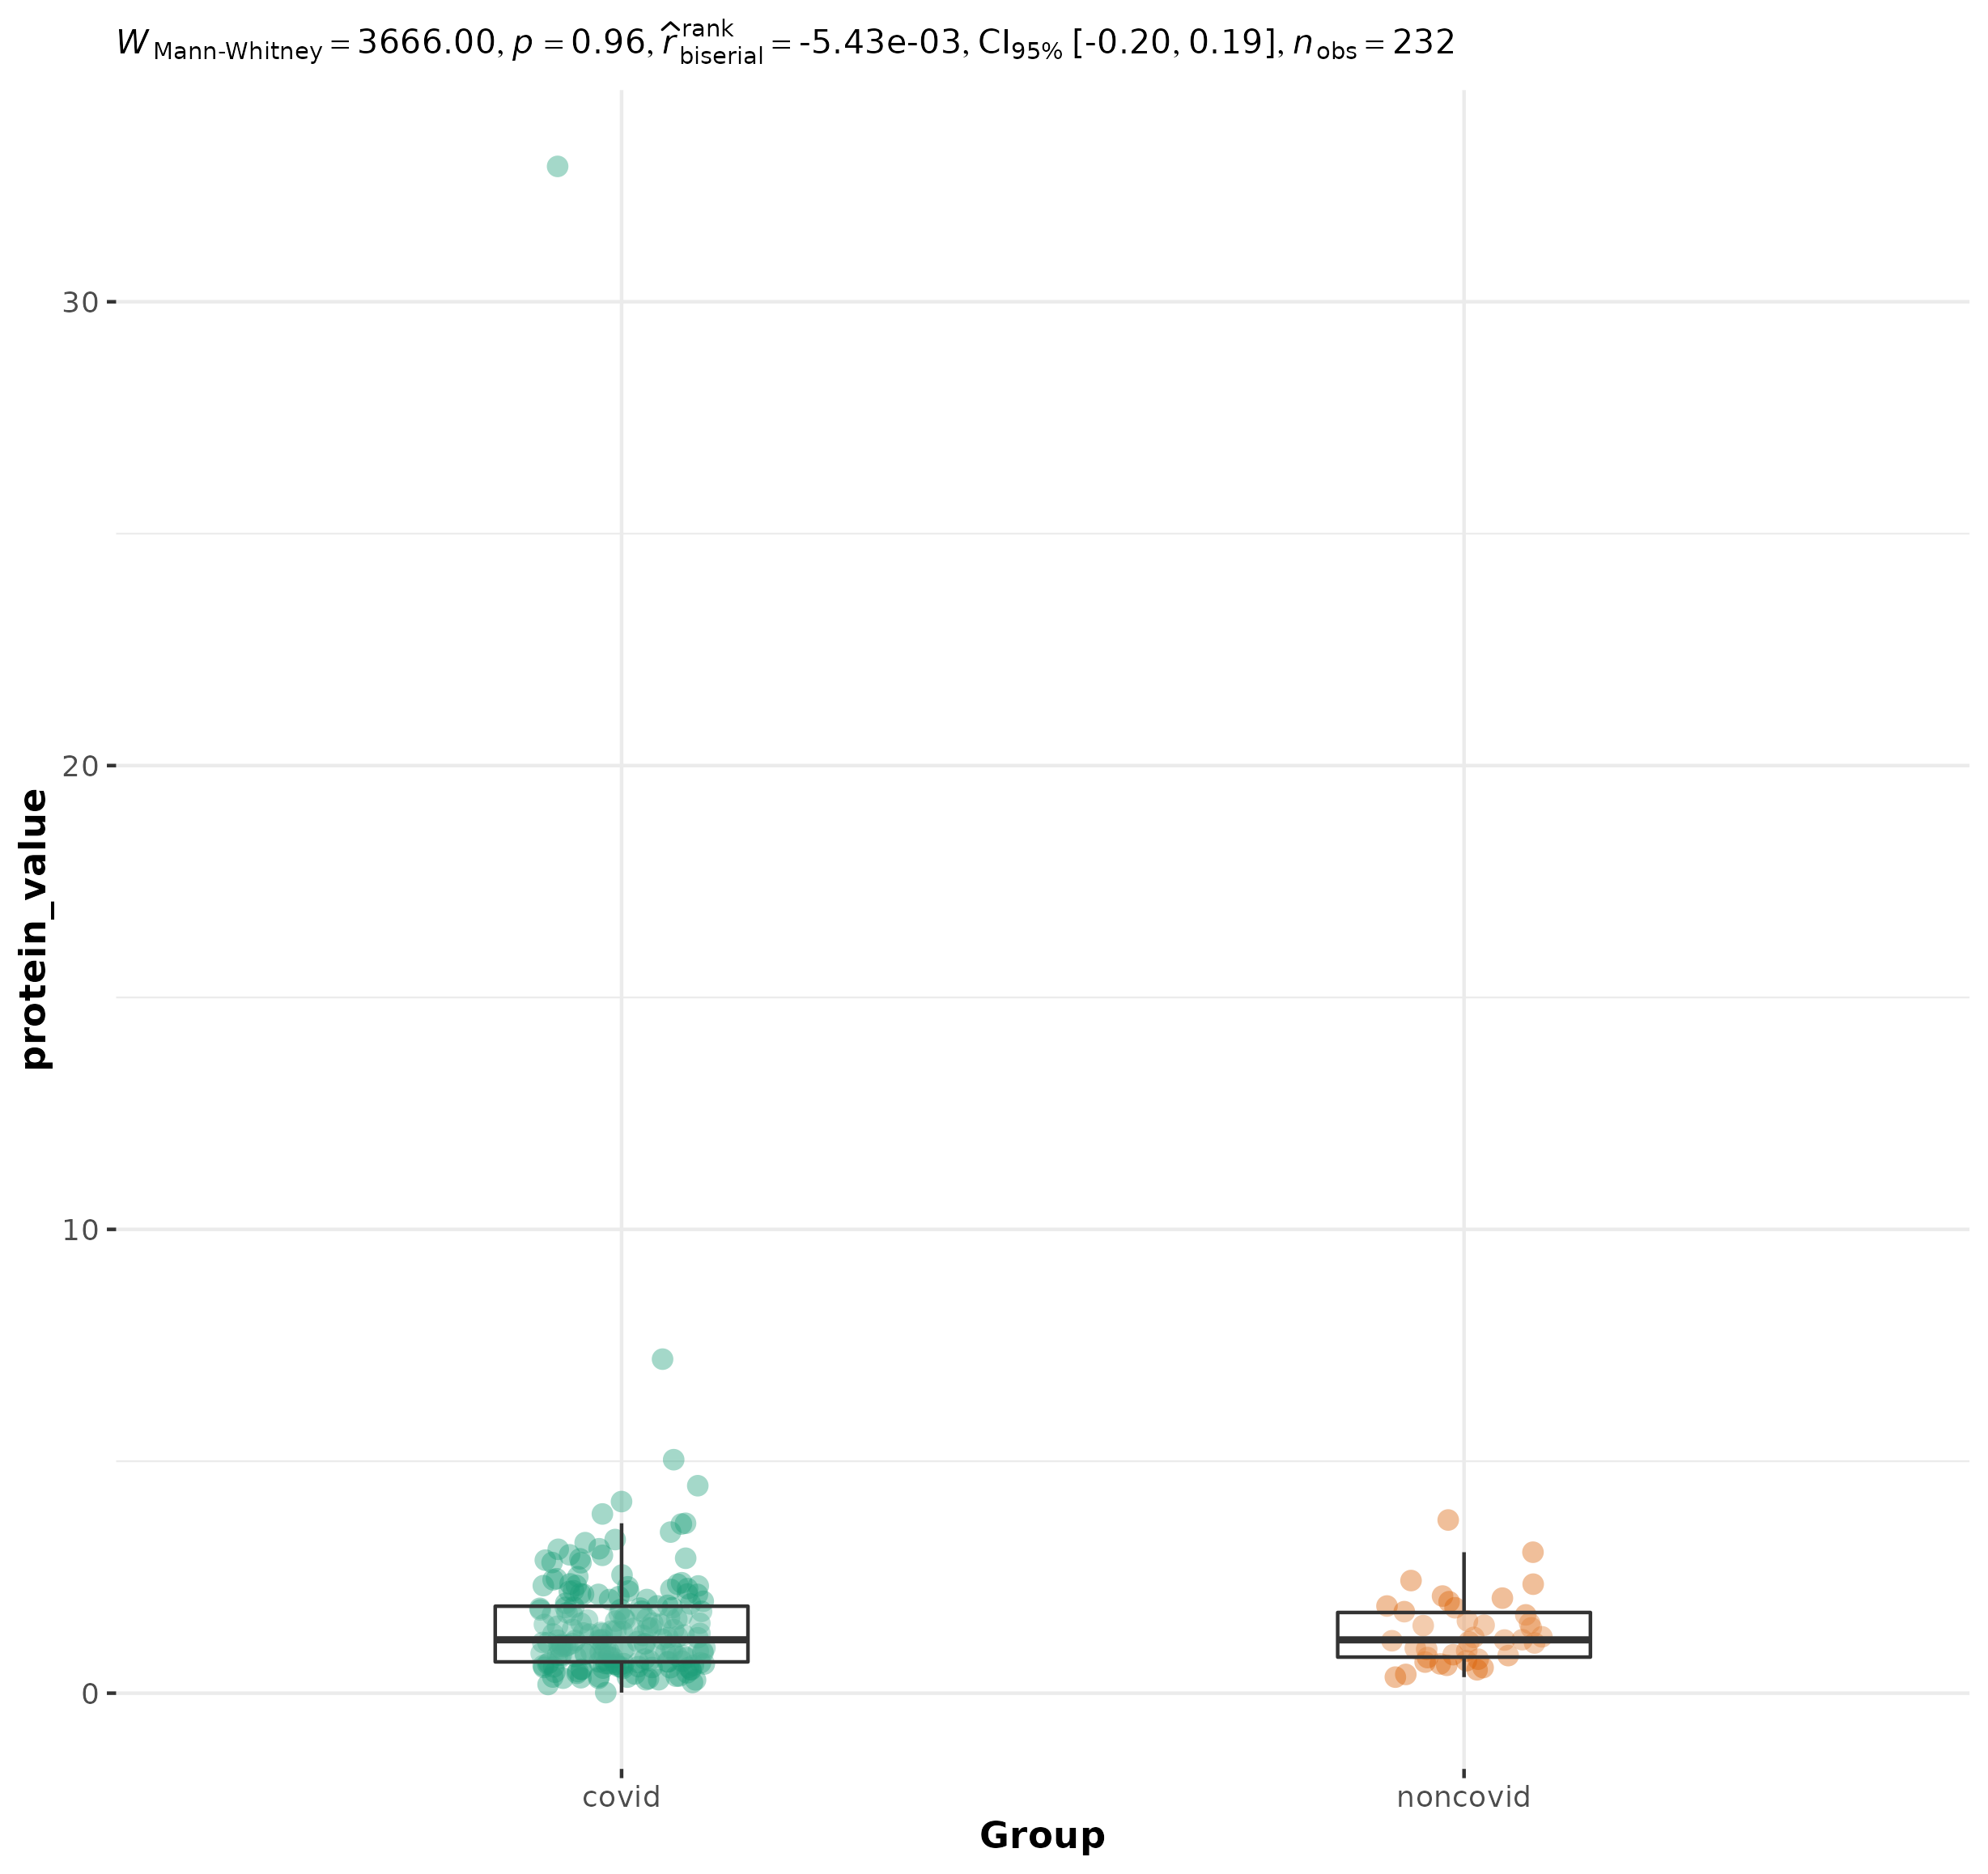 W Mann-Whitney = 3666.00, p = 0.96, r̂ rank biserial = -5.43e-03, CI95% [-0.20, 0.19], nobs = 232
30
20
10
0
protein_value
covid noncovid
Group